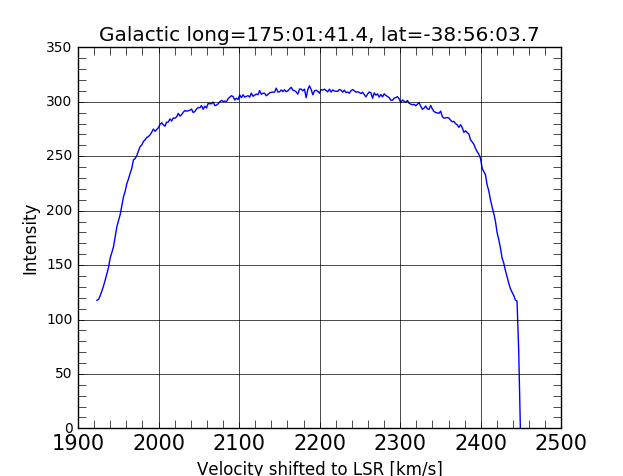 Galactic long=175:01:41.4, lat=-38:56:03.7
350
300
250
200
150
100
50
0
Intensity
1900 2000 2100 2200 2300 2400 2500
Velocity shifted to LSR [km/s]